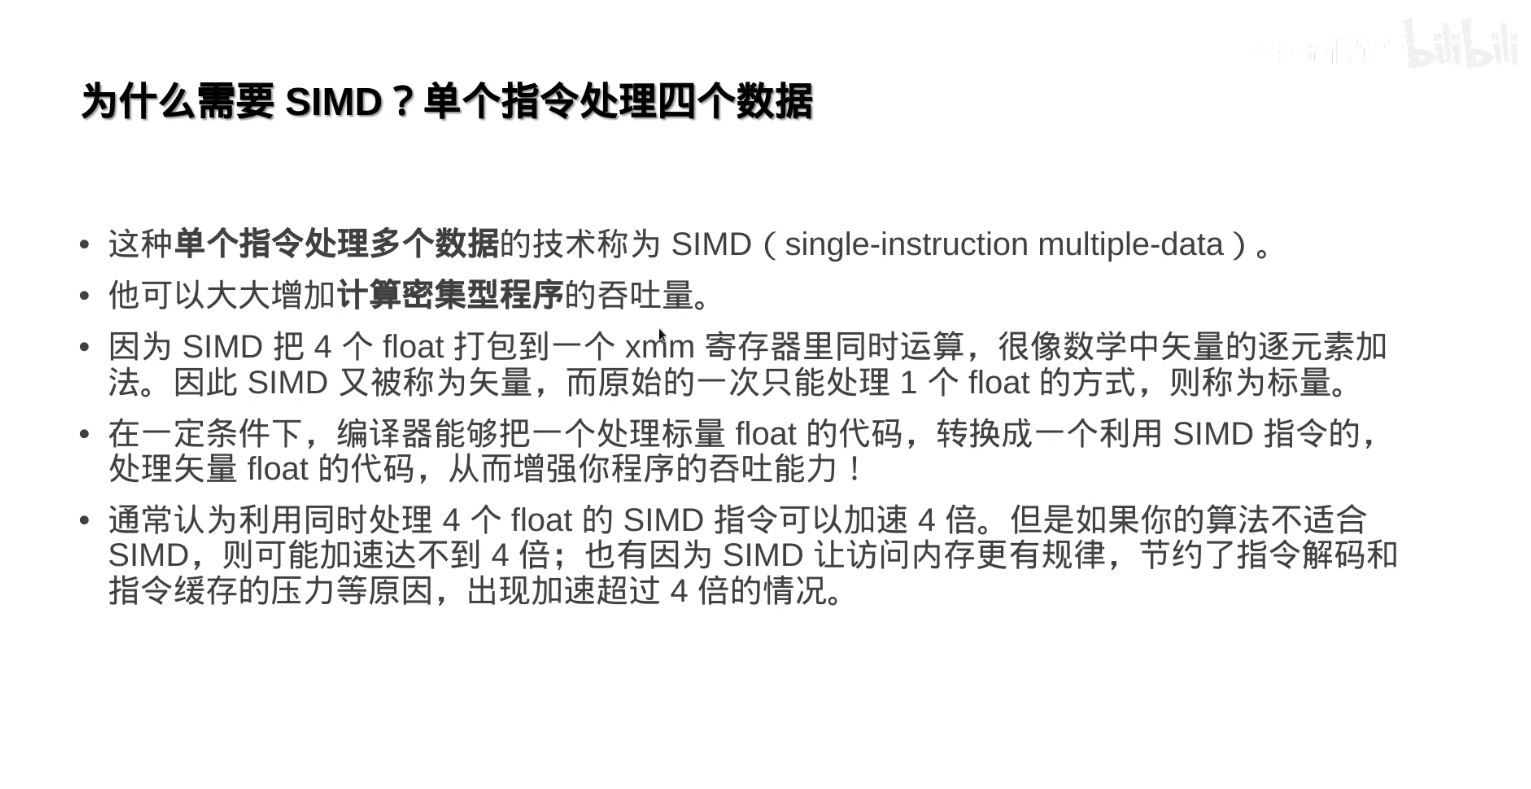 bilibili
为什么需要 SIMD？单个指令处理四个数据
• 这种单个指令处理多个数据的技术称为 SIMD（single-instruction multiple-data）。
• 他可以大大增加计算密集型程序的吞吐量。
• 因为 SIMD 把 4 个 float 打包到一个 xmm 寄存器里同时运算，很像数学中矢量的逐元素加
法。因此 SIMD 又被称为矢量，而原始的一次只能处理 1 个 float 的方式，则称为标量。
• 在一定条件下，编译器能够把一个处理标量 float 的代码，转换成一个利用 SIMD 指令的，
处理矢量 float 的代码，从而增强你程序的吞吐能力！
• 通常认为利用同时处理 4 个 float 的 SIMD 指令可以加速 4 倍。但是如果你的算法不适合
SIMD，则可能加速达不到 4 倍；也有因为 SIMD 让访问内存更有规律，节约了指令解码和
指令缓存的压力等原因，出现加速超过 4 倍的情况。